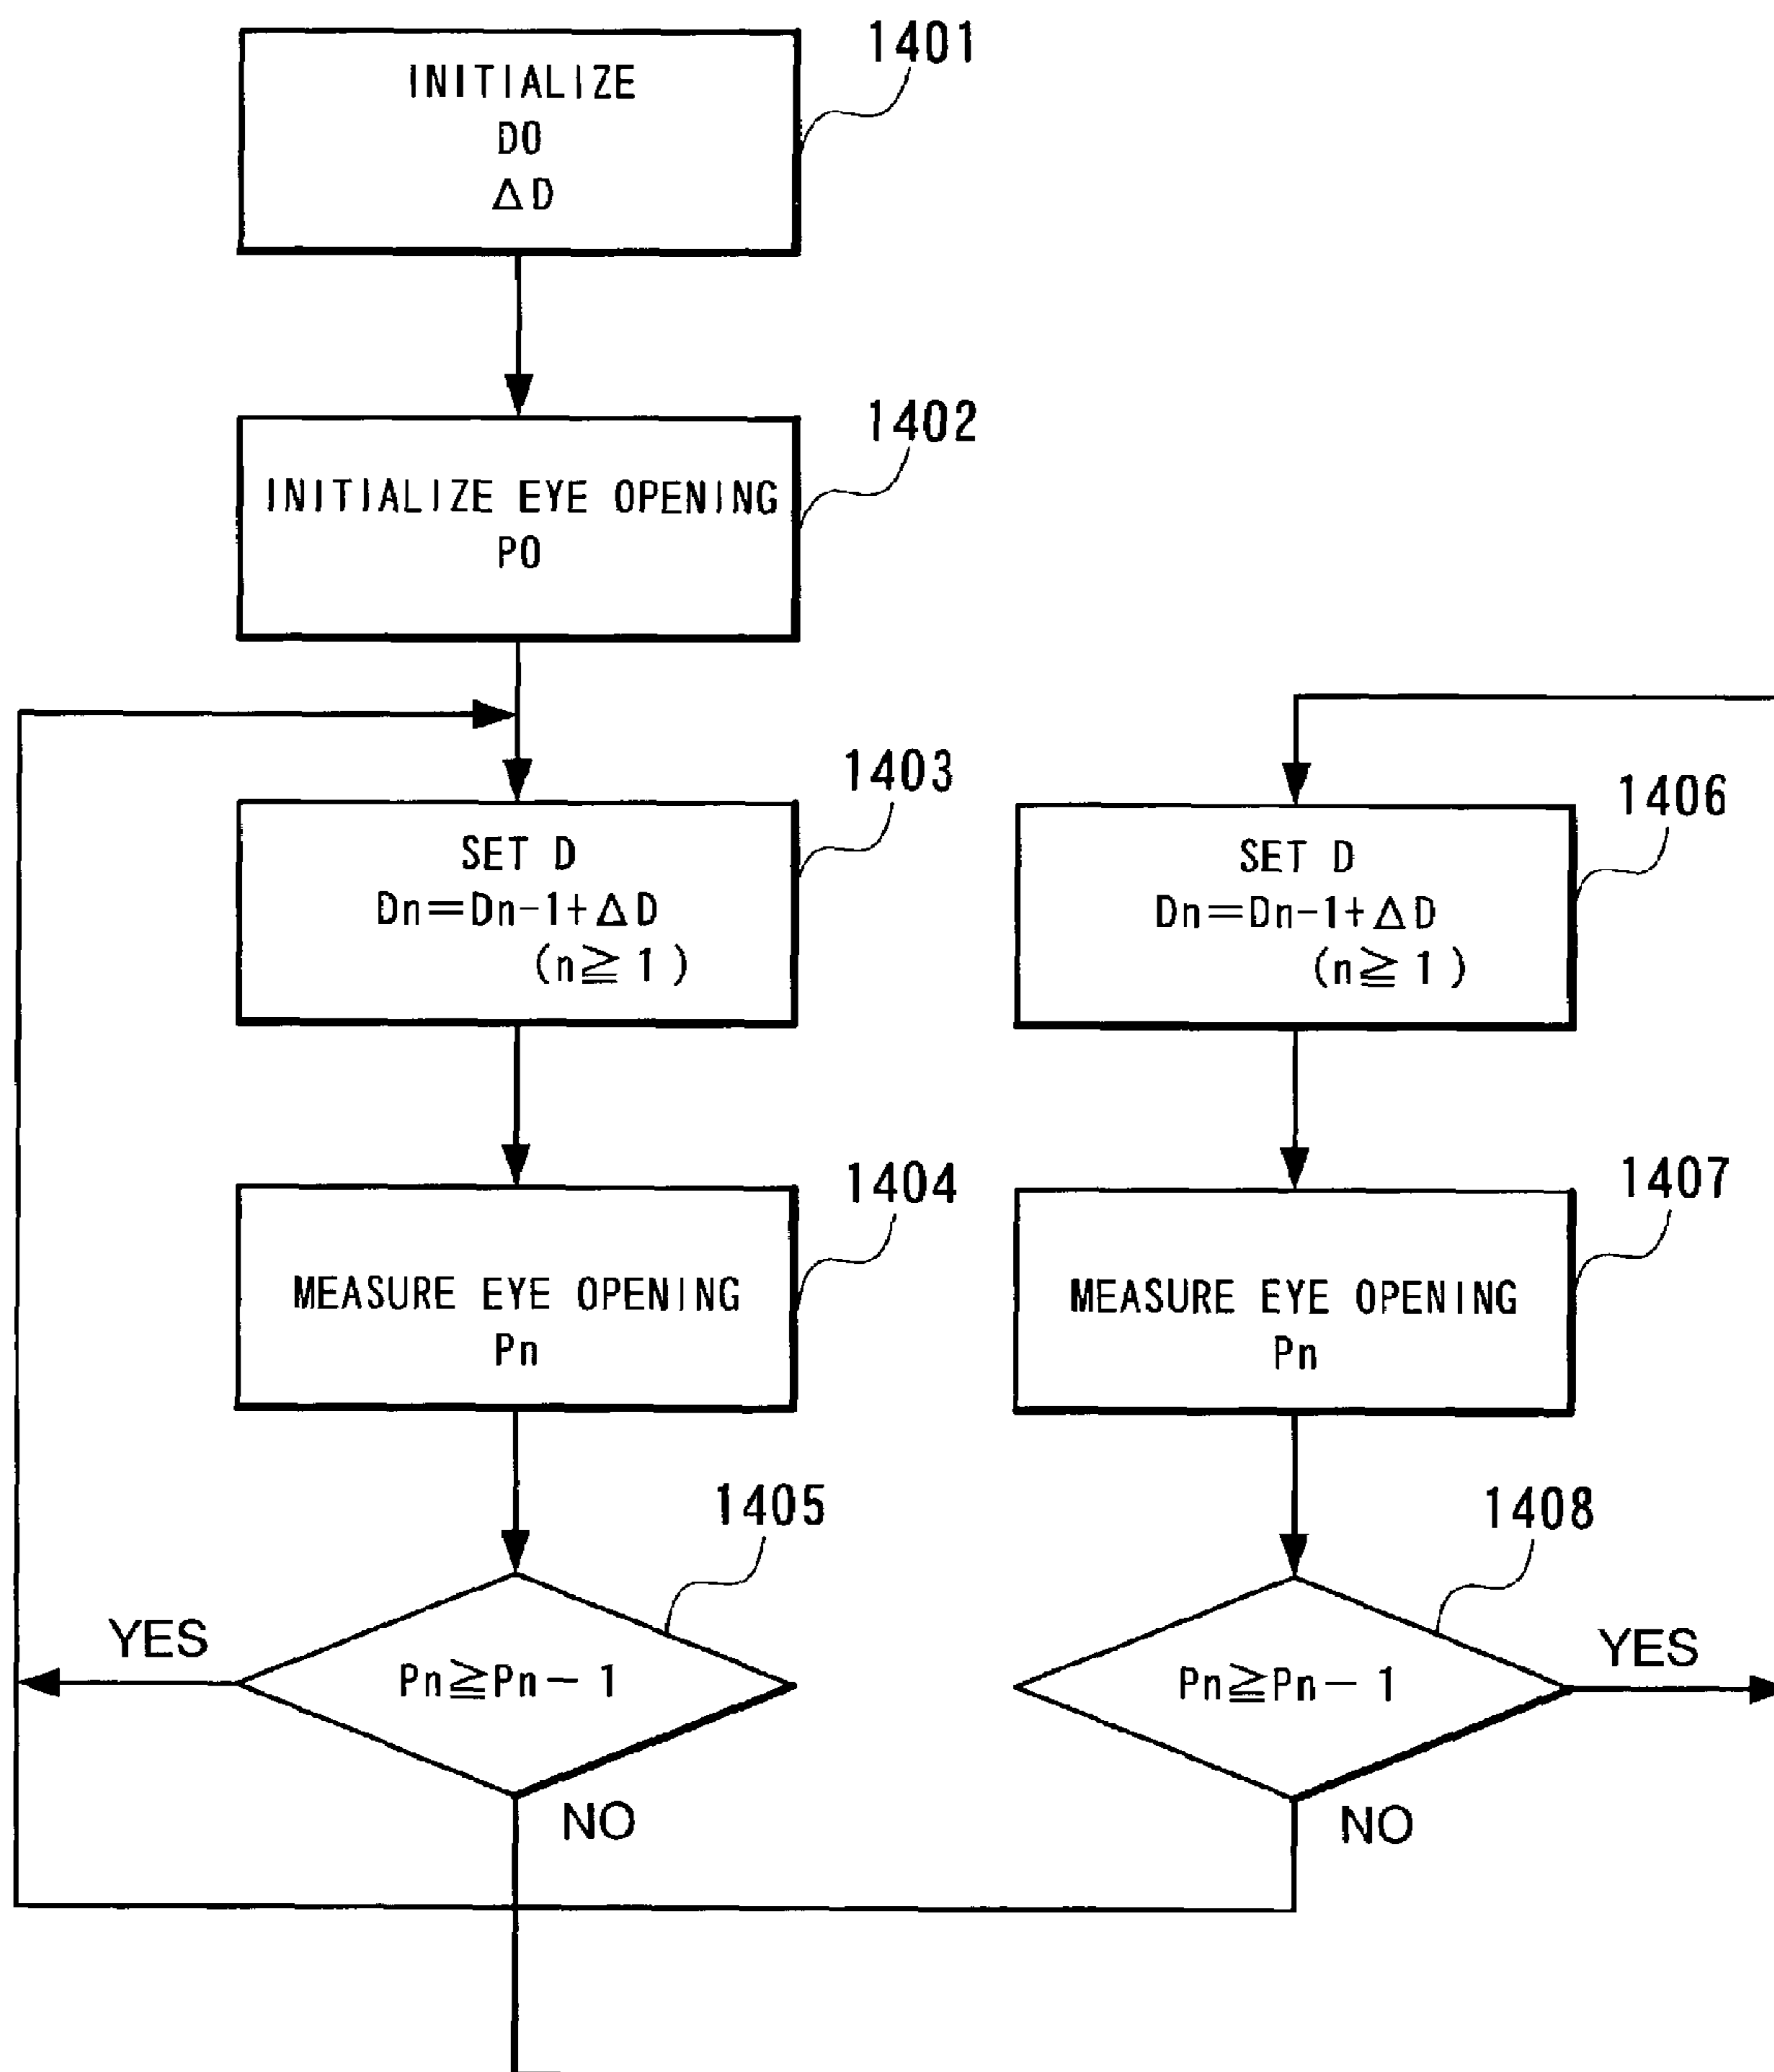 1401
INITIALIZE
D0
ΔD
1402
INITIALIZE EYE OPENING
P0
1403
SET D
Dn=Dn-1+ΔD
(n≧1)
1404
MEASURE EYE OPENING
Pn
1405
Pn≧Pn-1
YES
NO
1406
SET D
Dn=Dn-1+ΔD
(n≧1)
1407
MEASURE EYE OPENING
Pn
1408
Pn≧Pn-1
YES
NO